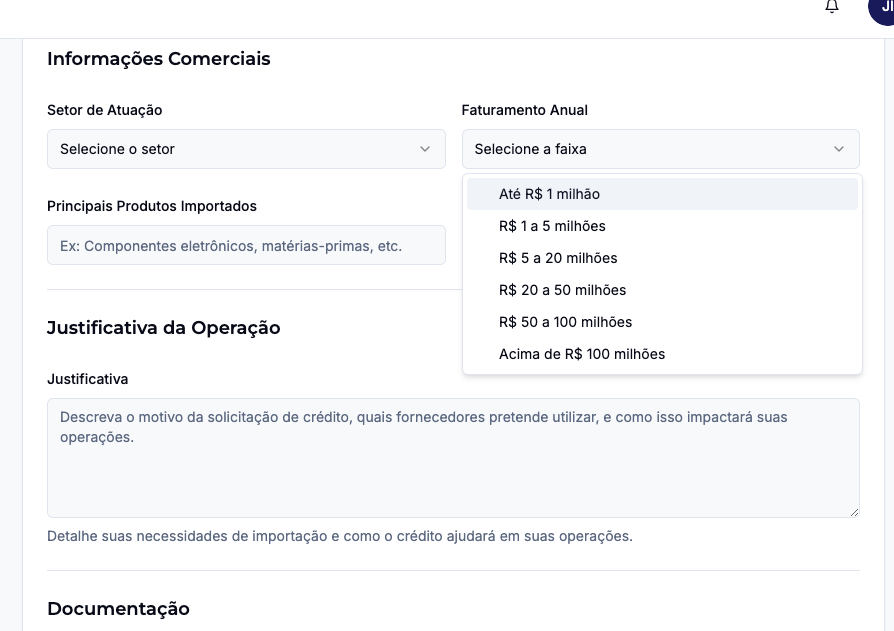 JI
Informações Comerciais
Setor de Atuação
Selecione o setor
Faturamento Anual
Selecione a faixa
Até R$ 1 milhão
R$ 1 a 5 milhões
R$ 5 a 20 milhões
R$ 20 a 50 milhões
R$ 50 a 100 milhões
Acima de R$ 100 milhões
Principais Produtos Importados
Ex: Componentes eletrônicos, matérias-primas, etc.
Justificativa da Operação
Justificativa
Descreva o motivo da solicitação de crédito, quais fornecedores pretende utilizar, e como isso impactará suas
operações.
Detalhe suas necessidades de importação e como o crédito ajudará em suas operações.
Documentação